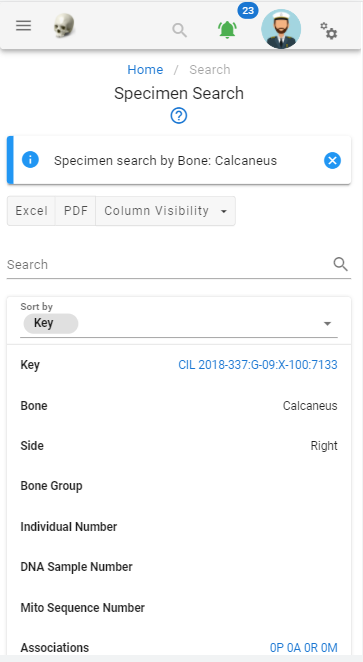 23
Home / Search
Specimen Search
Specimen search by Bone: Calcaneus
Excel PDF Column Visibility
Search
Sort by
Key
Key CIL 2018-337:G-09:X-100:7133
Bone Calcaneus
Side Right
Bone Group
Individual Number
DNA Sample Number
Mito Sequence Number
Associations 0P 0A 0R 0M